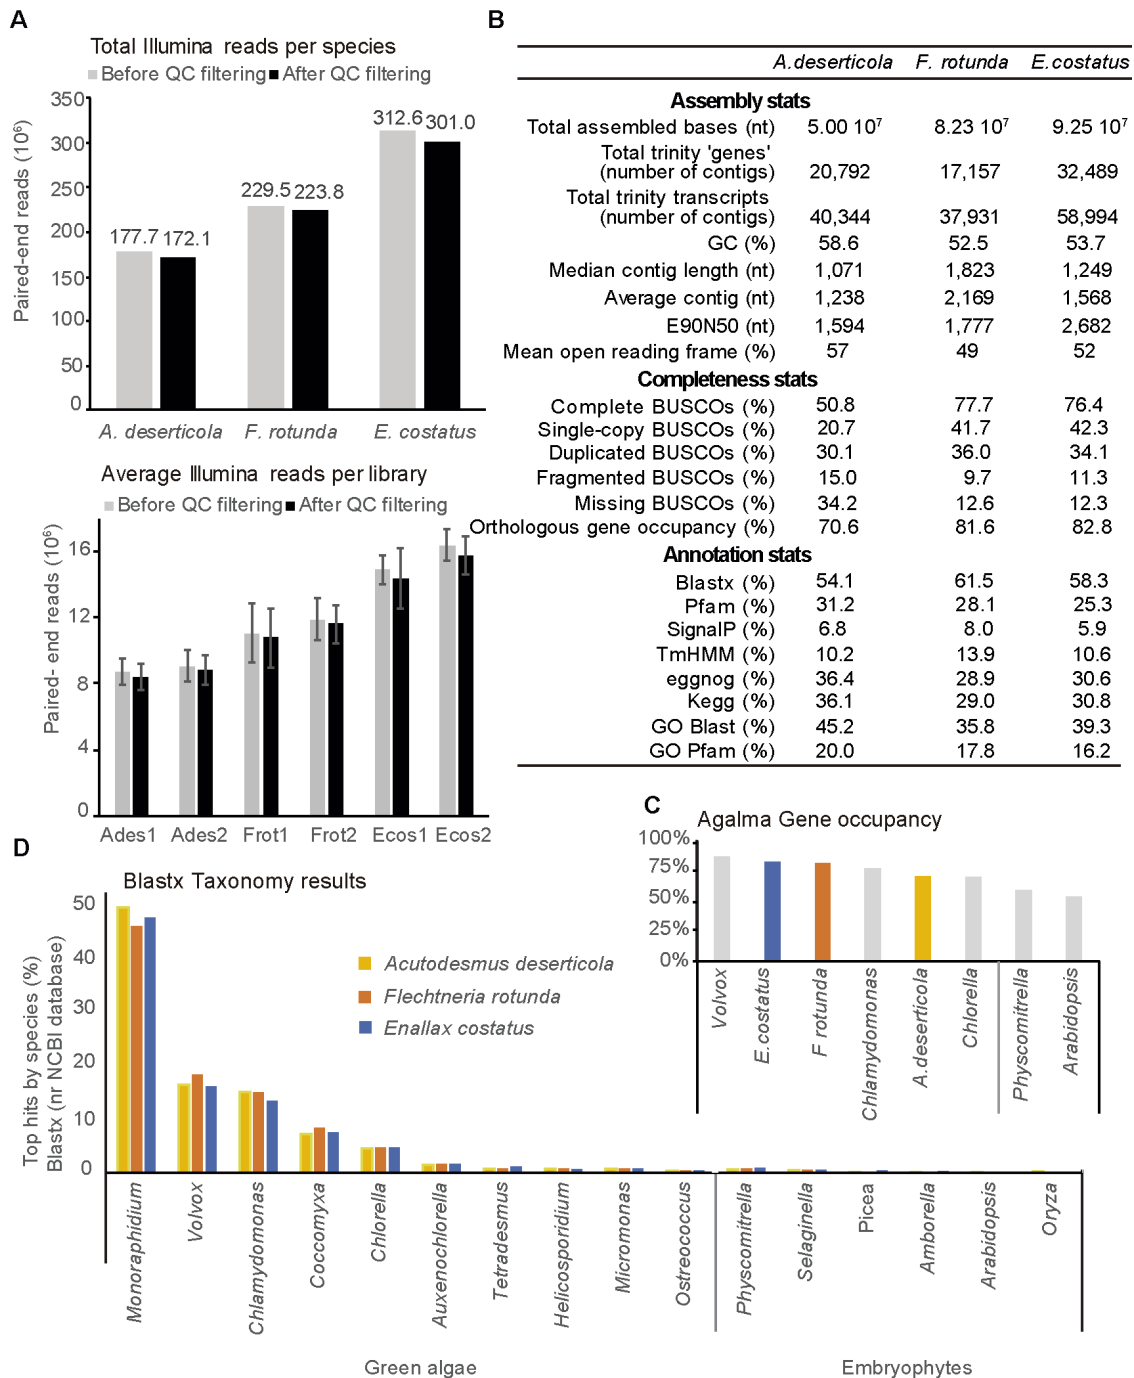 A
Total Illumina reads per species
Before QC filtering After QC filtering
Paired-end reads (10⁶)
350
300
250
200
150
100
50
0
177.7 172.1
229.5 223.8
312.6 301.0
A. deserticola F. rotunda E. costatus
Average Illumina reads per library
Before QC filtering After QC filtering
Paired- end reads (10⁶)
16
12
8
4
0
Ades1 Ades2 Frot1 Frot2 Ecos1 Ecos2
B
A.deserticola F. rotunda E.costatus
Assembly stats
Total assembled bases (nt) 5.00 10⁷ 8.23 10⁷ 9.25 10⁷
Total trinity 'genes'
(number of contigs) 20,792 17,157 32,489
Total trinity transcripts
(number of contigs) 40,344 37,931 58,994
GC (%) 58.6 52.5 53.7
Median contig length (nt) 1,071 1,823 1,249
Average contig (nt) 1,238 2,169 1,568
E90N50 (nt) 1,594 1,777 2,682
Mean open reading frame (%) 57 49 52
Completeness stats
Complete BUSCOs (%) 50.8 77.7 76.4
Single-copy BUSCOs (%) 20.7 41.7 42.3
Duplicated BUSCOs (%) 30.1 36.0 34.1
Fragmented BUSCOs (%) 15.0 9.7 11.3
Missing BUSCOs (%) 34.2 12.6 12.3
Orthologous gene occupancy (%) 70.6 81.6 82.8
Annotation stats
Blastx (%) 54.1 61.5 58.3
Pfam (%) 31.2 28.1 25.3
SignalP (%) 6.8 8.0 5.9
TmHMM (%) 10.2 13.9 10.6
eggnog (%) 36.4 28.9 30.6
Kegg (%) 36.1 29.0 30.8
GO Blast (%) 45.2 35.8 39.3
GO Pfam (%) 20.0 17.8 16.2
C
Agalma Gene occupancy
100%
75%
50%
25%
0%
Volvox
E.costatus
F rotunda
Chlamydomonas
A.deserticola
Chlorella
Physcomitrella
Arabidopsis
D
Blastx Taxonomy results
Top hits by species (%)
Blastx (nr NCBI database)
50
40
30
20
10
0
Acutodesmus deserticola
Flechtneria rotunda
Enallax costatus
Monoraphidium
Volvox
Chlamydomonas
Coccomyxa
Chlorella
Auxenochlorella
Tetradesmus
Helicosporidium
Micromonas
Ostreococcus
Physcomitrella
Selaginella
Picea
Amborella
Arabidopsis
Oryza
Green algae Embryophytes